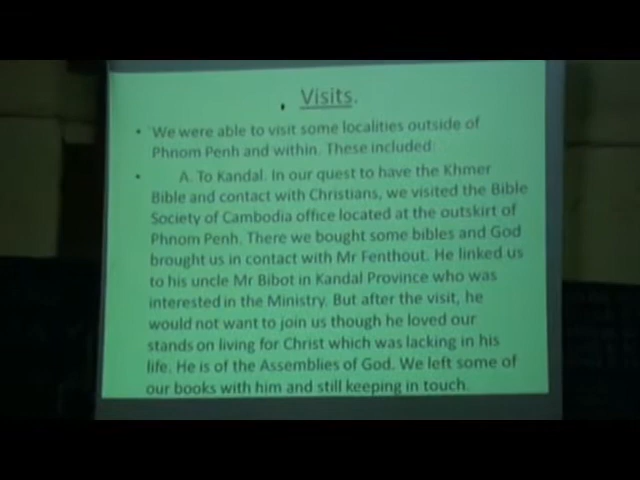 Visits.
• We were able to visit some localities outside of
Phnom Penh and within. These included:
• A. To Kandal. In our quest to have the Khmer
Bible and contact with Christians, we visited the Bible
Society of Cambodia office located at the outskirt of
Phnom Penh. There we bought some bibles and God
brought us in contact with Mr Fenthout. He linked us
to his uncle Mr Bibot in Kandal Province who was
interested in the Ministry. But after the visit, he
would not want to join us though he loved our
stands on living for Christ which was lacking in his
life. He is of the Assemblies of God. We left some of
our books with him and still keeping in touch.